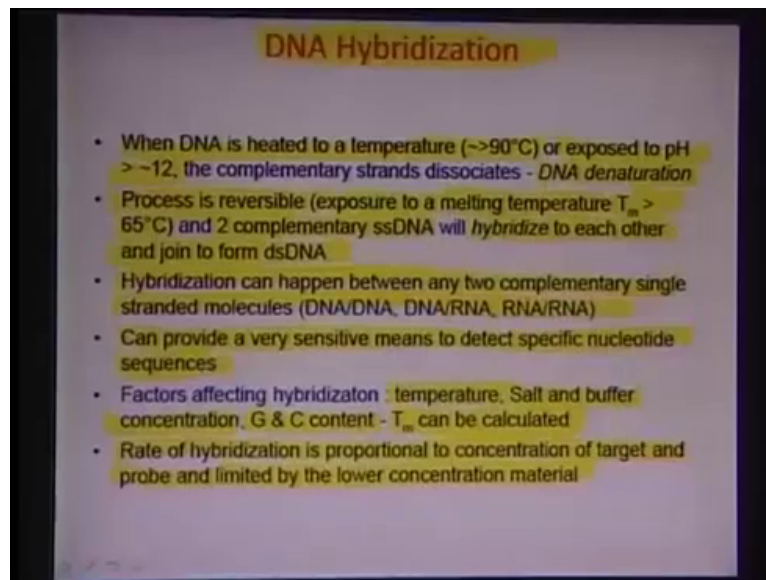 DNA Hybridization
• When DNA is heated to a temperature (~>90°C) or exposed to pH
> ~12, the complementary strands dissociates - DNA denaturation
• Process is reversible (exposure to a melting temperature Tm >
65°C) and 2 complementary ssDNA will hybridize to each other
and join to form dsDNA
• Hybridization can happen between any two complementary single
stranded molecules (DNA/DNA, DNA/RNA, RNA/RNA)
• Can provide a very sensitive means to detect specific nucleotide
sequences
• Factors affecting hybridizaton : temperature, Salt and buffer
concentration, G & C content - Tm can be calculated
• Rate of hybridization is proportional to concentration of target and
probe and limited by the lower concentration material